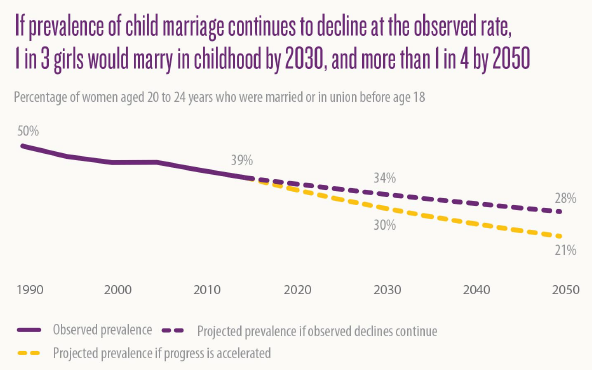 If prevalence of child marriage continues to decline at the observed rate,
1 in 3 girls would marry in childhood by 2030, and more than 1 in 4 by 2050
Percentage of women aged 20 to 24 years who were married or in union before age 18
50%
39%
34%
28%
30%
21%
1990 2000 2010 2020 2030 2040 2050
Observed prevalence Projected prevalence if observed declines continue
Projected prevalence if progress is accelerated